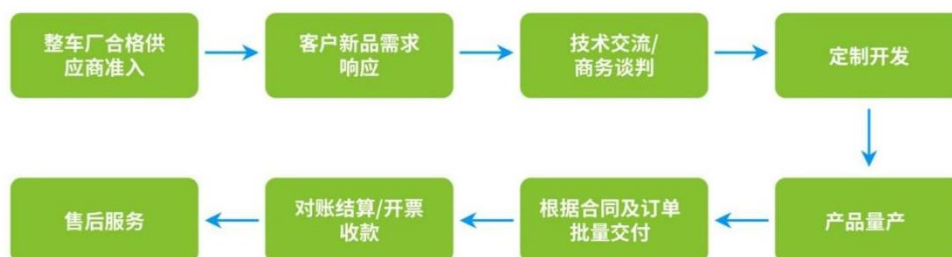 整车厂合格供
应商准入
客户新品需求
响应
技术交流/
商务谈判
定制开发
产品量产
根据合同及订单
批量交付
对账结算/开票
收款
售后服务